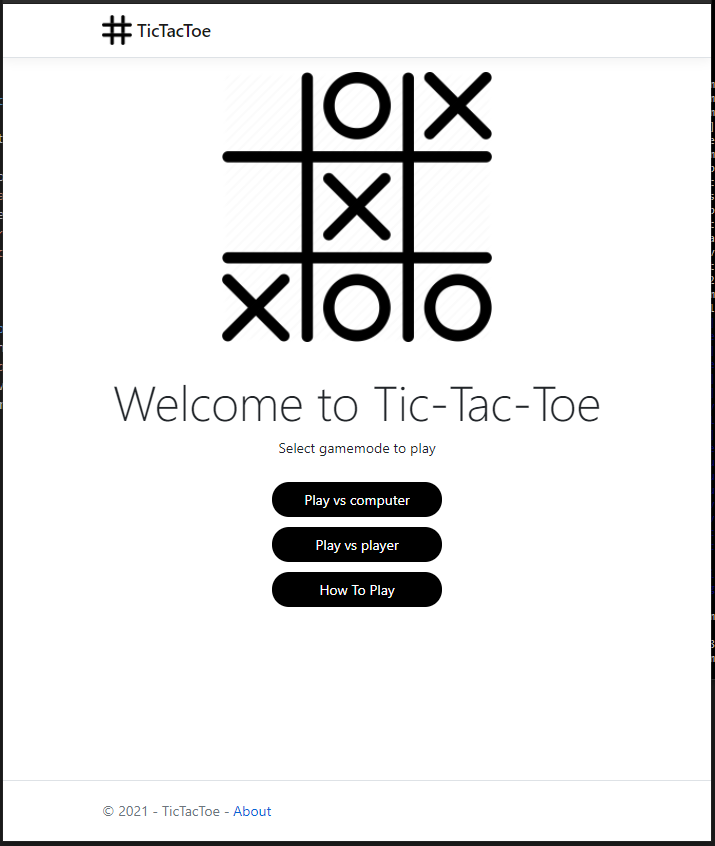 TicTacToe
Welcome to Tic-Tac-Toe
Select gamemode to play
Play vs computer
Play vs player
How To Play
© 2021 - TicTacToe - About